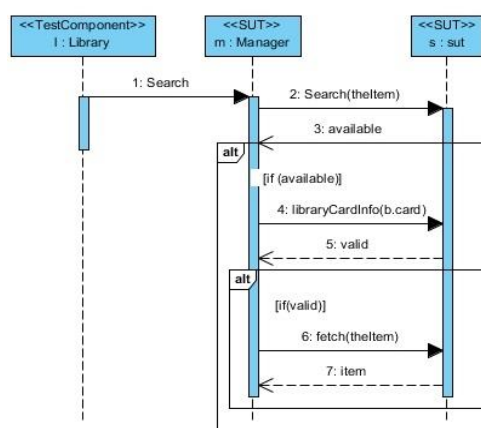 <<TestComponent>>
l : Library
<<SUT>>
m : Manager
<<SUT>>
s : sut
1: Search
2: Search(theItem)
3: available
alt
[if (available)]
4: libraryCardInfo(b.card)
5: valid
alt
[if(valid)]
6: fetch(theItem)
7: item